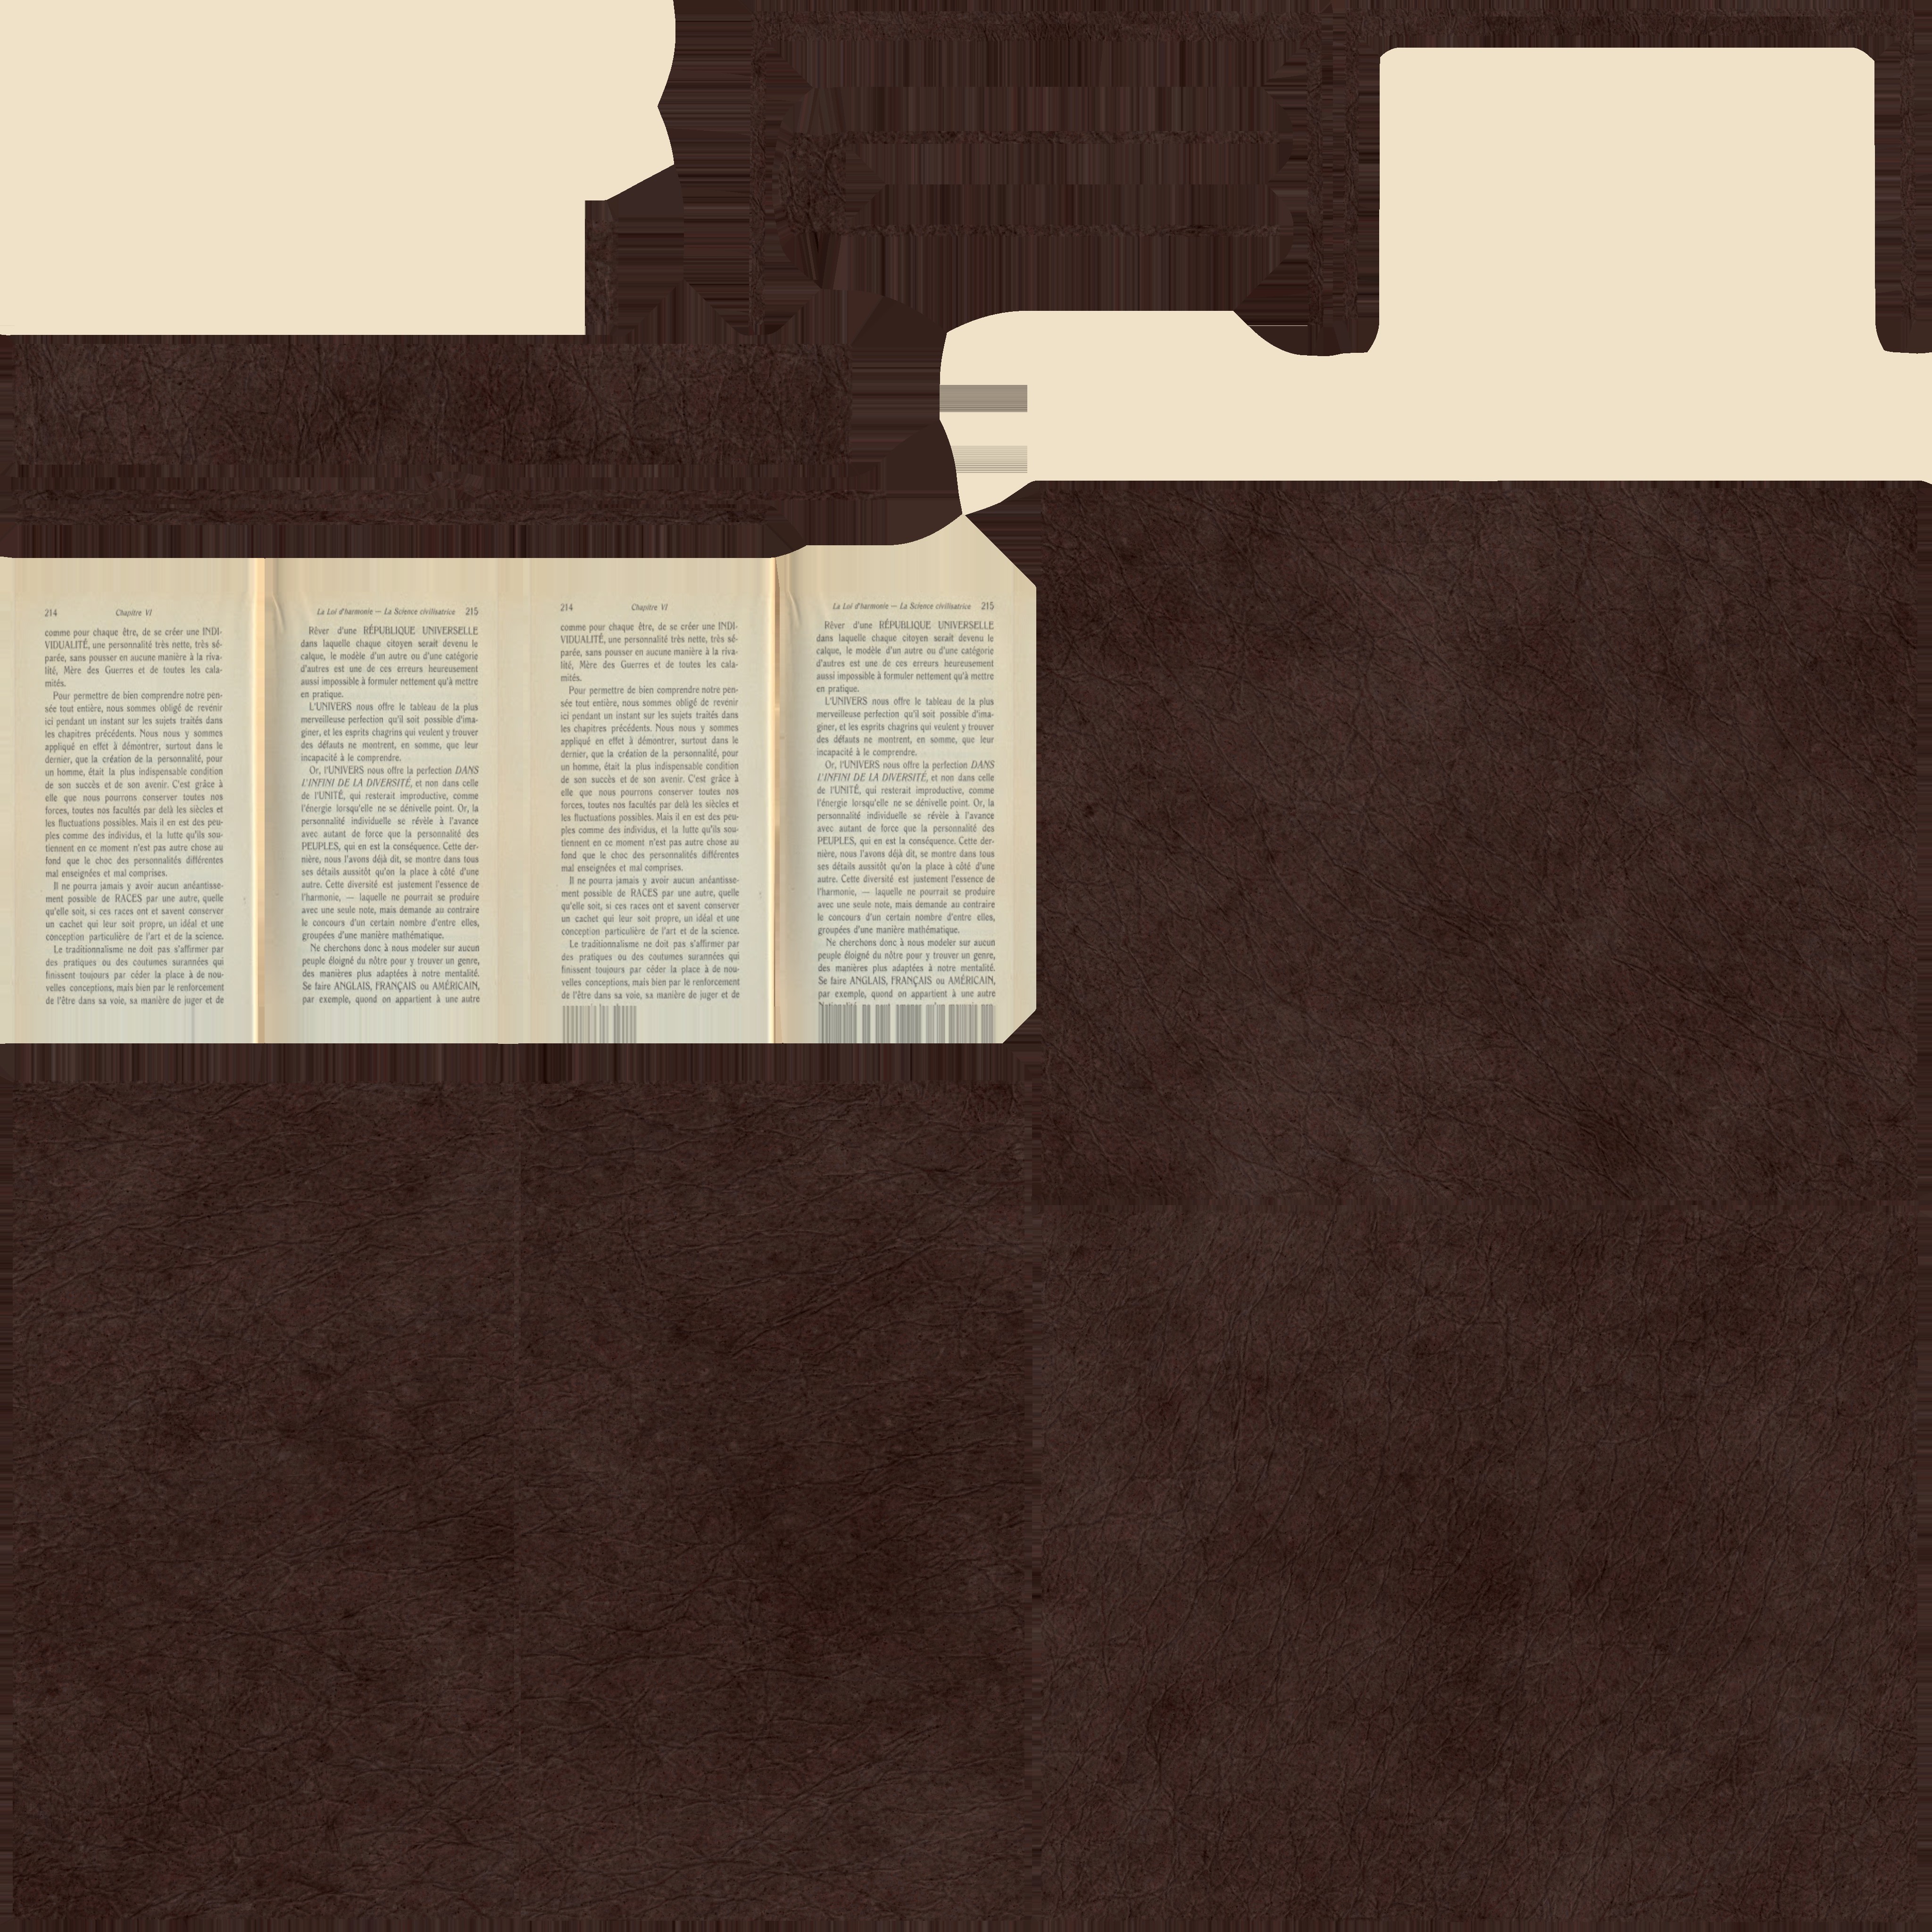 214
Chapitre VI
comme pour chaque être, de se créer une INDI-
VIDUALITÉ, une personnalité très nette, très sé-
parée, sans pousser en aucune manière à la riva-
lité, Mère des Guerres et de toutes les cala-
mités.
Pour permettre de bien comprendre notre pen-
sée tout entière, nous sommes obligé de revenir
ici pendant un instant sur les sujets traités dans
les chapitres précédents. Nous nous y sommes
appliqué en effet à démontrer, surtout dans le
dernier, que la création de la personnalité, pour
un homme, était la plus indispensable condition
de son succès et de son avenir. C'est grâce à
elle que nous pourrons conserver toutes nos
forces, toutes nos facultés par delà les siècles et
les fluctuations possibles. Mais il en est des peu-
ples comme des individus, et la lutte qu'ils sou-
tiennent en ce moment n'est pas autre chose au
fond que le choc des personnalités différentes
mal enseignées et mal comprises.
Il ne pourra jamais y avoir aucun anéantisse-
ment possible de RACES par une autre, quelle
qu'elle soit, si ces races ont et savent conserver
un cachet qui leur soit propre, un idéal et une
conception particulière de l'art et de la science.
Le traditionnalisme ne doit pas s'affirmer par
des pratiques ou des coutumes surannées qui
finissent toujours par céder la place à de nou-
velles conceptions, mais bien par le renforcement
de l'être dans sa voie, sa manière de juger et de
La Loi d'harmonie — La Science civilisatrice 215
Rêver d'une RÉPUBLIQUE UNIVERSELLE
dans laquelle chaque citoyen serait devenu le
calque, le modèle d'un autre ou d'une catégorie
d'autres est une de ces erreurs heureusement
aussi impossible à formuler nettement qu'à mettre
en pratique.
L'UNIVERS nous offre le tableau de la plus
merveilleuse perfection qu'il soit possible d'ima-
giner, et les esprits chagrins qui veulent y trouver
des défauts ne montrent, en somme, que leur
incapacité à le comprendre.
Or, l'UNIVERS nous offre la perfection DANS
L'INFINI DE LA DIVERSITÉ, et non dans celle
de l'UNITÉ, qui resterait improductive, comme
l'énergie lorsqu'elle ne se dénivelle point. Or, la
personnalité individuelle se révèle à l'avance
avec autant de force que la personnalité des
PEUPLES, qui en est la conséquence. Cette der-
nière, nous l'avons déjà dit, se montre dans tous
ses détails aussitôt qu'on la place à côté d'une
autre. Cette diversité est justement l'essence de
l'harmonie, — laquelle ne pourrait se produire
avec une seule note, mais demande au contraire
le concours d'un certain nombre d'entre elles,
groupées d'une manière mathématique.
Ne cherchons donc à nous modeler sur aucun
peuple éloigné du nôtre pour y trouver un genre,
des manières plus adaptées à notre mentalité.
Se faire ANGLAIS, FRANÇAIS ou AMÉRICAIN,
par exemple, quond on appartient à une autre
214
Chapitre VI
comme pour chaque être, de se créer une INDI-
VIDUALITÉ, une personnalité très nette, très sé-
parée, sans pousser en aucune manière à la riva-
lité, Mère des Guerres et de toutes les cala-
mités.
Pour permettre de bien comprendre notre pen-
sée tout entière, nous sommes obligé de revenir
ici pendant un instant sur les sujets traités dans
les chapitres précédents. Nous nous y sommes
appliqué en effet à démontrer, surtout dans le
dernier, que la création de la personnalité, pour
un homme, était la plus indispensable condition
de son succès et de son avenir. C'est grâce à
elle que nous pourrons conserver toutes nos
forces, toutes nos facultés par delà les siècles et
les fluctuations possibles. Mais il en est des peu-
ples comme des individus, et la lutte qu'ils sou-
tiennent en ce moment n'est pas autre chose au
fond que le choc des personnalités différentes
mal enseignées et mal comprises.
Il ne pourra jamais y avoir aucun anéantisse-
ment possible de RACES par une autre, quelle
qu'elle soit, si ces races ont et savent conserver
un cachet qui leur soit propre, un idéal et une
conception particulière de l'art et de la science.
Le traditionnalisme ne doit pas s'affirmer par
des pratiques ou des coutumes surannées qui
finissent toujours par céder la place à de nou-
velles conceptions, mais bien par le renforcement
de l'être dans sa voie, sa manière de juger et de
La Loi d'harmonie — La Science civilisatrice 215
Rêver d'une RÉPUBLIQUE UNIVERSELLE
dans laquelle chaque citoyen serait devenu le
calque, le modèle d'un autre ou d'une catégorie
d'autres est une de ces erreurs heureusement
aussi impossible à formuler nettement qu'à mettre
en pratique.
L'UNIVERS nous offre le tableau de la plus
merveilleuse perfection qu'il soit possible d'ima-
giner, et les esprits chagrins qui veulent y trouver
des défauts ne montrent, en somme, que leur
incapacité à le comprendre.
Or, l'UNIVERS nous offre la perfection DANS
L'INFINI DE LA DIVERSITÉ, et non dans celle
de l'UNITÉ, qui resterait improductive, comme
l'énergie lorsqu'elle ne se dénivelle point. Or, la
personnalité individuelle se révèle à l'avance
avec autant de force que la personnalité des
PEUPLES, qui en est la conséquence. Cette der-
nière, nous l'avons déjà dit, se montre dans tous
ses détails aussitôt qu'on la place à côté d'une
autre. Cette diversité est justement l'essence de
l'harmonie, — laquelle ne pourrait se produire
avec une seule note, mais demande au contraire
le concours d'un certain nombre d'entre elles,
groupées d'une manière mathématique.
Ne cherchons donc à nous modeler sur aucun
peuple éloigné du nôtre pour y trouver un genre,
des manières plus adaptées à notre mentalité.
Se faire ANGLAIS, FRANÇAIS ou AMÉRICAIN,
par exemple, quond on appartient à une autre